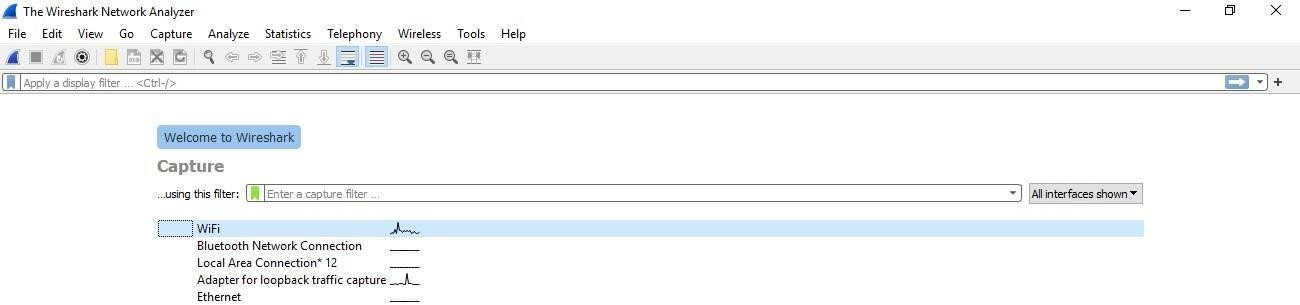 The Wireshark Network Analyzer
File Edit View Go Capture Analyze Statistics Telephony Wireless Tools Help
Apply a display filter ... <Ctrl-/>
Welcome to Wireshark
Capture
...using this filter: Enter a capture filter ... All interfaces shown
WiFi
Bluetooth Network Connection
Local Area Connection* 12
Adapter for loopback traffic capture
Ethernet